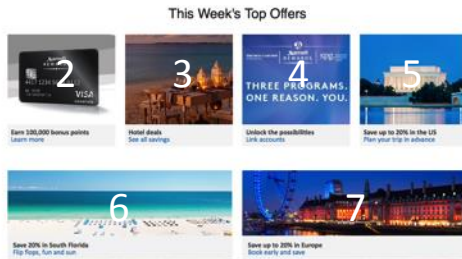 This Week's Top Offers
2
3
4
5
MARRIOTT
REWARDS
VISA
THREE PROGRAMS.
ONE REASON. YOU.
Earn 100,000 bonus points
Learn more
Hotel deals
See all savings
Unlock the possibilities
Link accounts
Save up to 20% in the US
Plan your trip in advance
6
7
Save 20% in South Florida
Flip flops, fun and sun
Save up to 20% in Europe
Book early and save